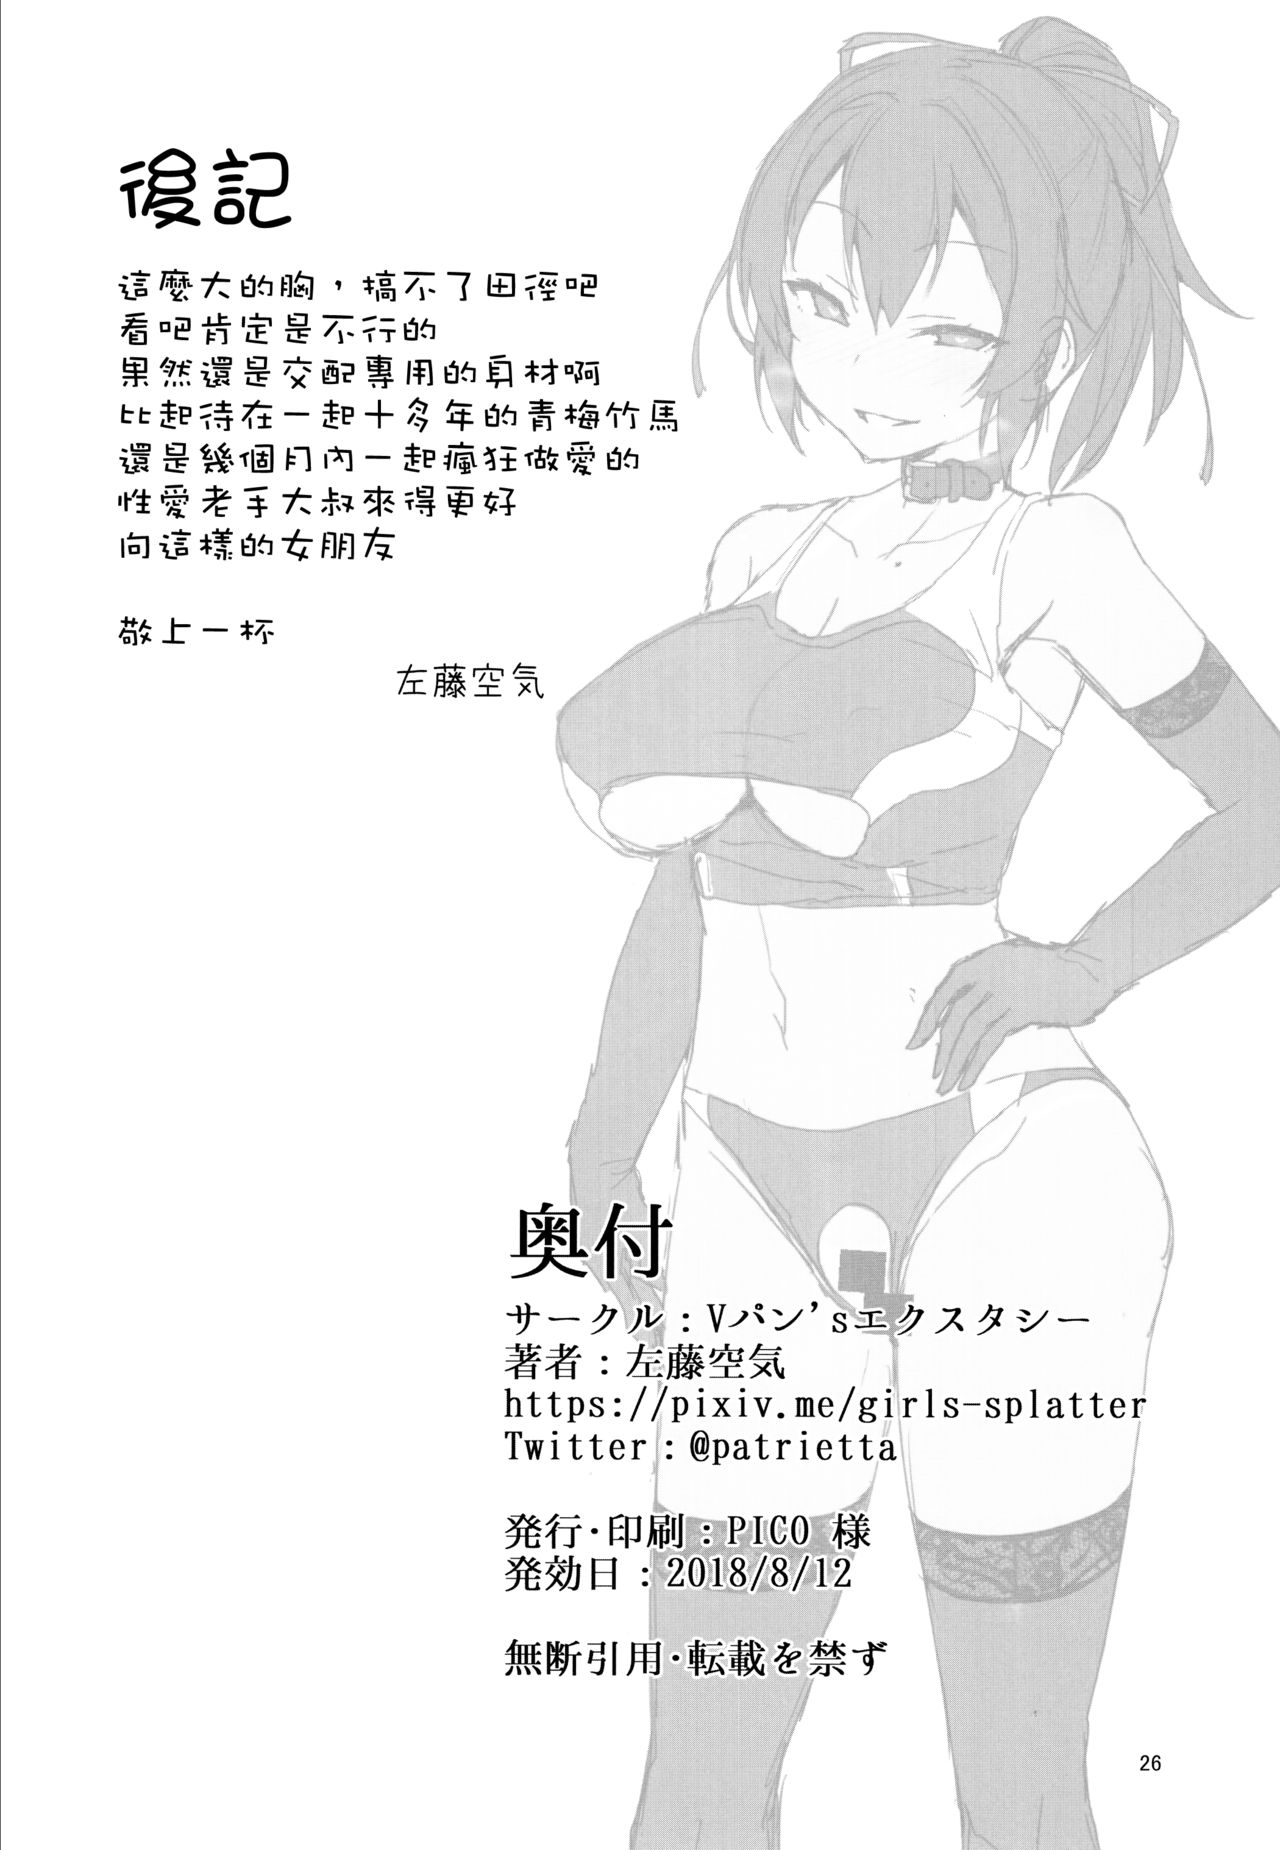 後記
這麼大的胸，搞不了田徑吧
看吧肯定是不行的
果然還是交配專用的身材啊
比起待在一起十多年的青梅竹馬
還是幾個月內一起瘋狂做愛的
性愛老手大叔來得更好
向這樣的女朋友
敬上一杯
左藤空気
奥付
サークル：Vパン’sエクスタシー
著者：左藤空気
https://pixiv.me/girls-splatter
Twitter：@patrietta
発行・印刷：PICO 様
発効日：2018/8/12
無断引用・転載を禁ず
26